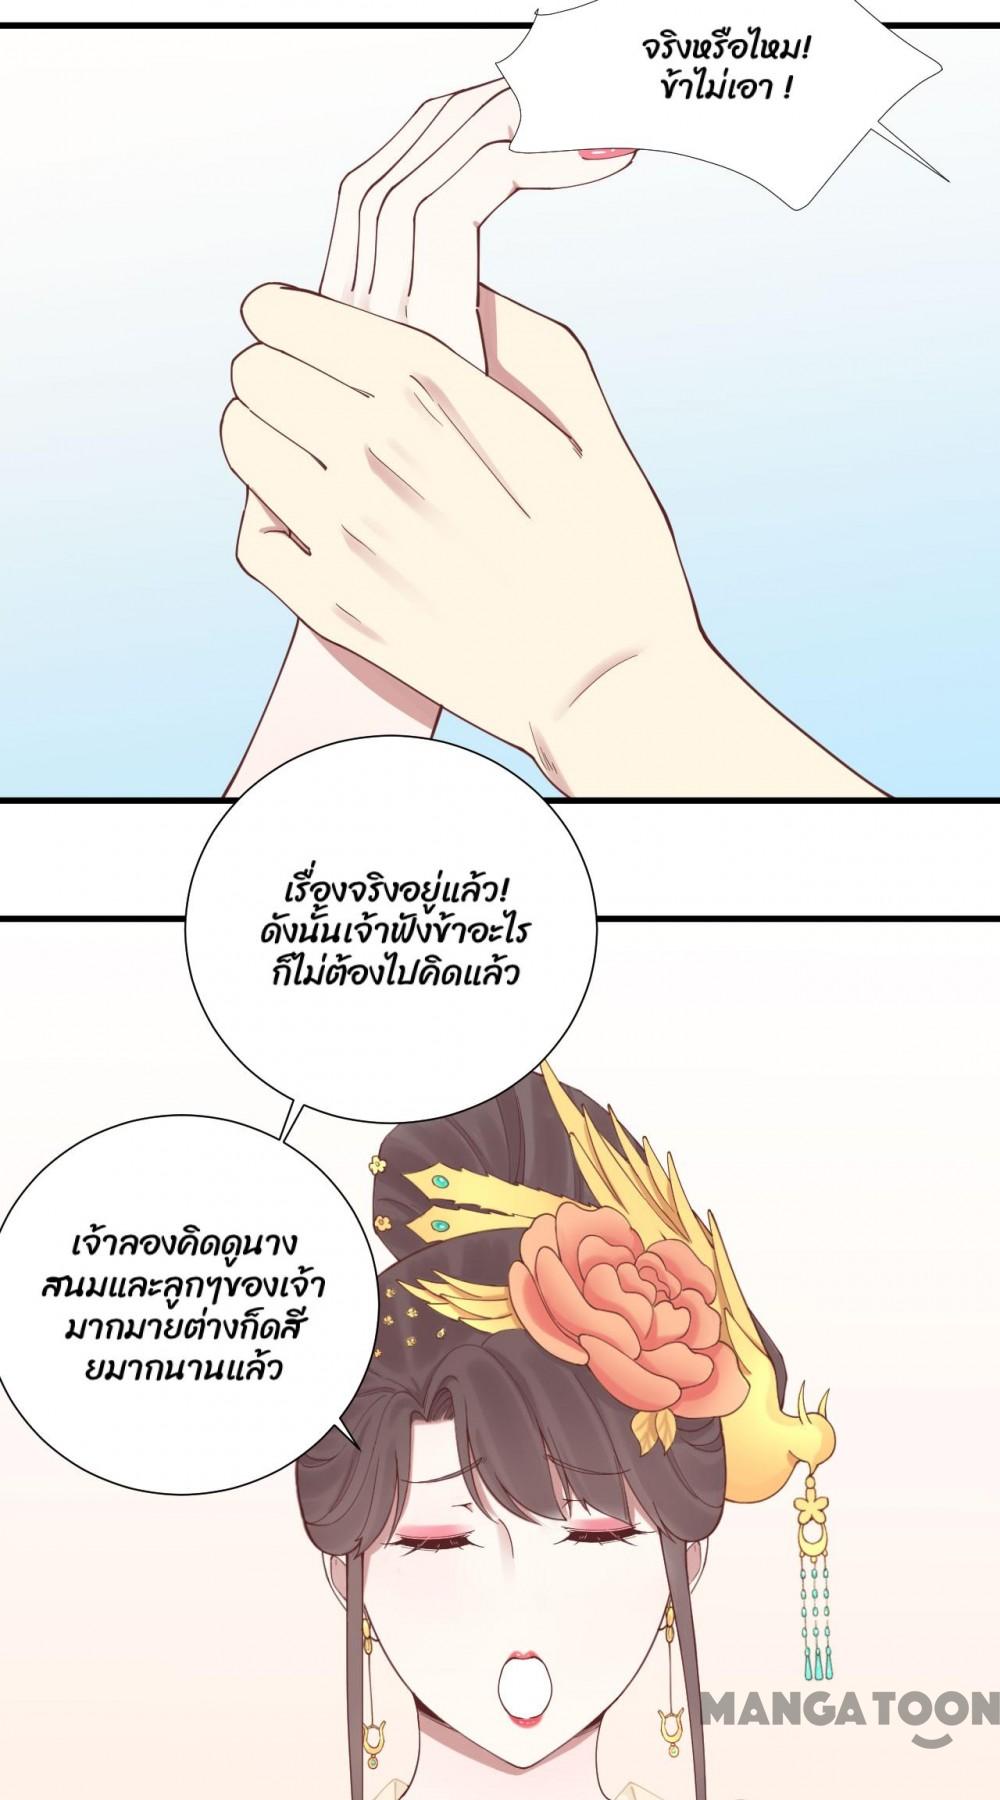 จริงหรือไหม!
ข้าไม่เอา !
เรื่องจริงอยู่แล้ว!
ดังนั้นเจ้าฟังข้าอะไร
ก็ไม่ต้องไปคิดแล้ว
เจ้าลองคิดดูนาง
สนมและลูกๆของเจ้า
มากมายต่างก็ดสี
ยมากนานแล้ว
MANGATOON